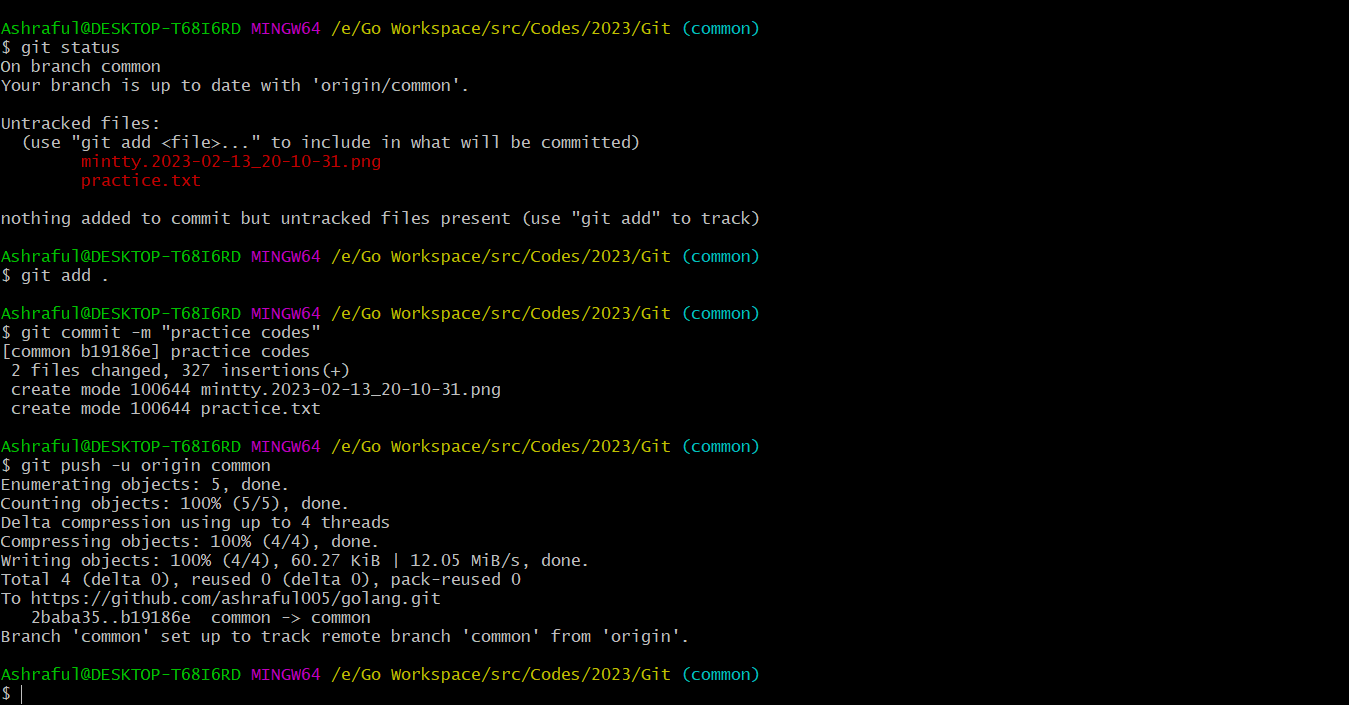 Ashraful@DESKTOP-T68I6RD MINGW64 /e/Go Workspace/src/Codes/2023/Git (common)
$ git status
On branch common
Your branch is up to date with 'origin/common'.

Untracked files:
  (use "git add <file>..." to include in what will be committed)
        mintty.2023-02-13_20-10-31.png
        practice.txt

nothing added to commit but untracked files present (use "git add" to track)

Ashraful@DESKTOP-T68I6RD MINGW64 /e/Go Workspace/src/Codes/2023/Git (common)
$ git add .

Ashraful@DESKTOP-T68I6RD MINGW64 /e/Go Workspace/src/Codes/2023/Git (common)
$ git commit -m "practice codes"
[common b19186e] practice codes
 2 files changed, 327 insertions(+)
 create mode 100644 mintty.2023-02-13_20-10-31.png
 create mode 100644 practice.txt

Ashraful@DESKTOP-T68I6RD MINGW64 /e/Go Workspace/src/Codes/2023/Git (common)
$ git push -u origin common
Enumerating objects: 5, done.
Counting objects: 100% (5/5), done.
Delta compression using up to 4 threads
Compressing objects: 100% (4/4), done.
Writing objects: 100% (4/4), 60.27 KiB | 12.05 MiB/s, done.
Total 4 (delta 0), reused 0 (delta 0), pack-reused 0
To https://github.com/ashraful005/golang.git
   2baba35..b19186e  common -> common
Branch 'common' set up to track remote branch 'common' from 'origin'.

Ashraful@DESKTOP-T68I6RD MINGW64 /e/Go Workspace/src/Codes/2023/Git (common)
$